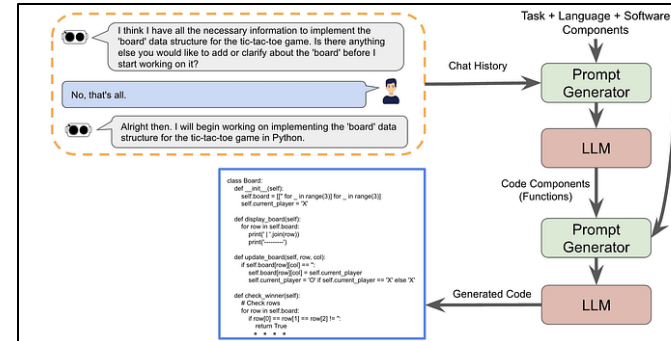 I think I have all the necessary information to implement the
'board' data structure for the tic-tac-toe game. Is there anything
else you would like to add or clarify about the 'board' before I
start working on it?
No, that's all.
Alright then. I will begin working on implementing the 'board' data
structure for the tic-tac-toe game in Python.
Chat History
Task + Language + Software
Components
Prompt
Generator
LLM
Code Components
(Functions)
Prompt
Generator
LLM
Generated Code
class Board:
def __init__(self):
self.board = [['' for _ in range(3)] for _ in range(3)]
self.current_player = 'X'
def display_board(self):
for row in self.board:
print(' | '.join(row))
print('---------')
def update_board(self, row, col):
if self.board[row][col] == '':
self.board[row][col] = self.current_player
self.current_player = 'O' if self.current_player == 'X' else 'X'
def check_winner(self):
# Check rows
for row in self.board:
if row[0] == row[1] == row[2] != '':
return True
* * * *